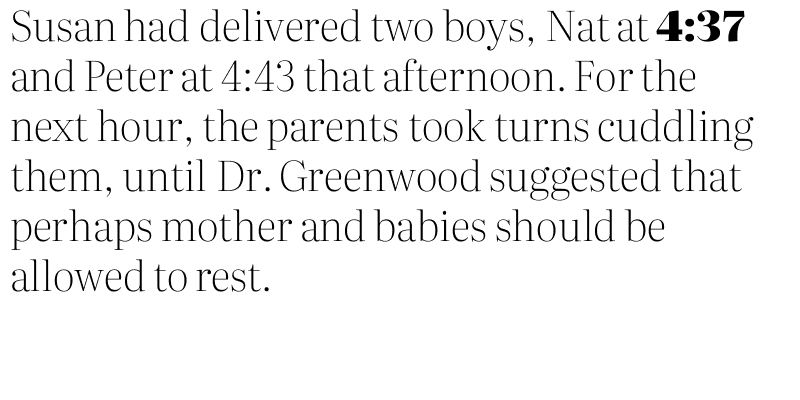 Susan had delivered two boys, Nat at 4:37
and Peter at 4:43 that afternoon. For the
next hour, the parents took turns cuddling
them, until Dr. Greenwood suggested that
perhaps mother and babies should be
allowed to rest.